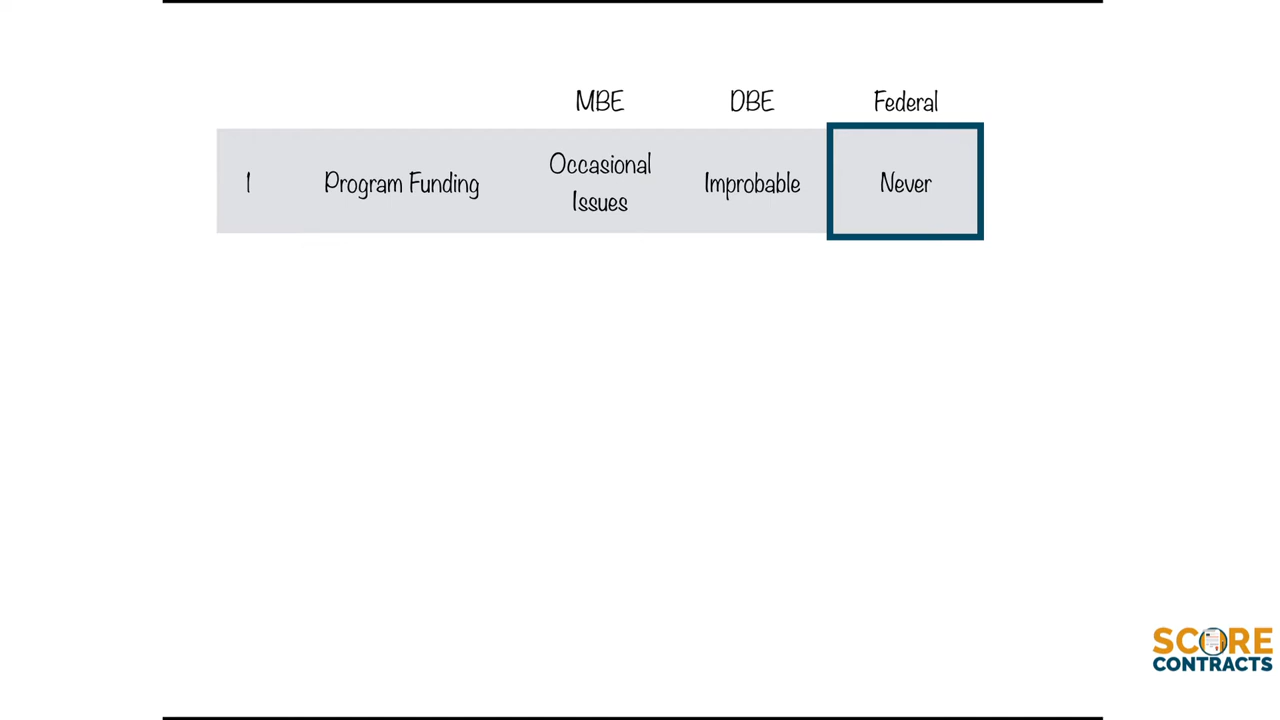 MBE DBE Federal
1 Program Funding Occasional Issues Improbable Never
SCORE
CONTRACTS